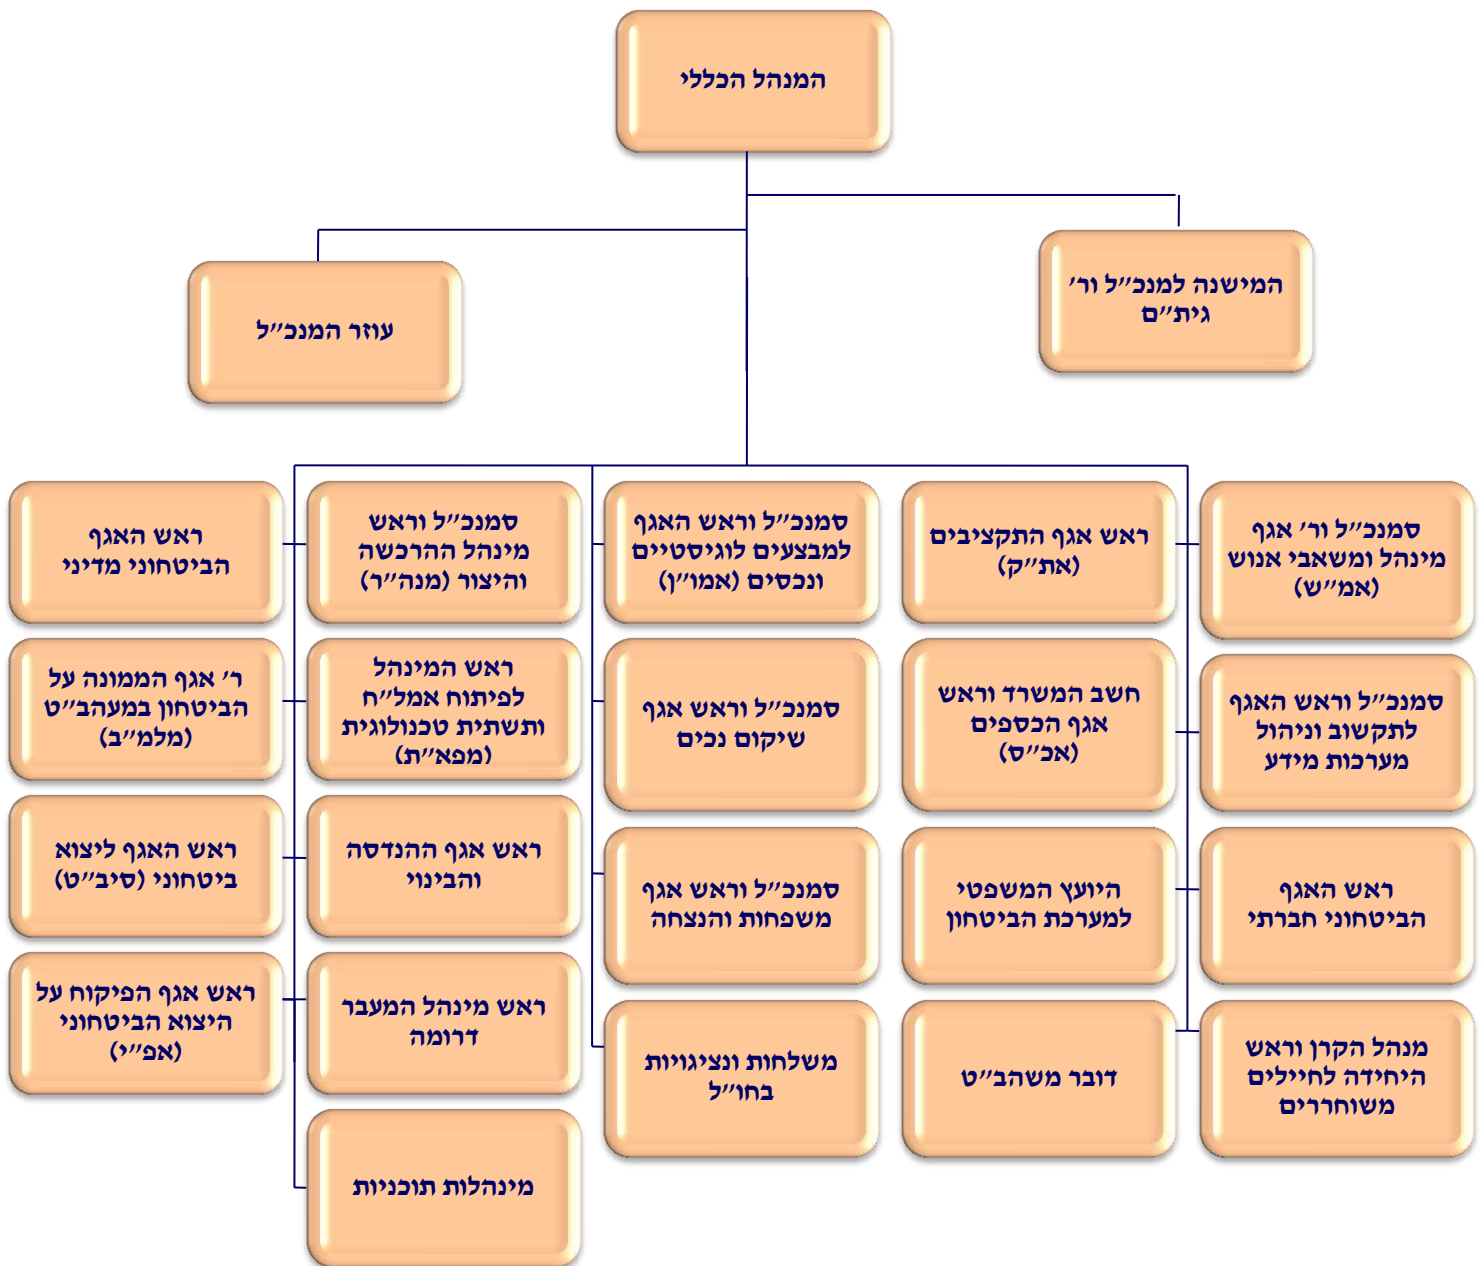 המנהל הכללי
המישנה למנכ"ל ור'
גית"ם
עוזר המנכ"ל
סמנכ"ל ור' אגף
מינהל ומשאבי אנוש
(אמ"ש)
ראש אגף התקציבים
(את"ק)
סמנכ"ל וראש האגף
למבצעים לוגיסטיים
ונכסים (אמו"ן)
סמנכ"ל וראש
מינהל ההרכשה
והיצור (מנה"ר)
ראש האגף
הביטחוני מדיני
סמנכ"ל וראש האגף
לתקשוב וניהול
מערכות מידע
חשב המשרד וראש
אגף הכספים
(אכ"ס)
סמנכ"ל וראש אגף
שיקום נכים
ראש המינהל
לפיתוח אמל"ח
ותשתית טכנולוגית
(מפא"ת)
ר' אגף הממונה על
הביטחון במעהב"ט
(מלמ"ב)
ראש האגף
הביטחוני חברתי
היועץ המשפטי
למערכת הביטחון
סמנכ"ל וראש אגף
משפחות והנצחה
ראש אגף ההנדסה
והבינוי
ראש האגף ליצוא
ביטחוני (סיב"ט)
מנהל הקרן וראש
היחידה לחיילים
משוחררים
דובר משהב"ט
משלחות ונציגויות
בחו"ל
ראש מינהל המעבר
דרומה
ראש אגף הפיקוח על
היצוא הביטחוני
(אפ"י)
מינהלות תוכניות